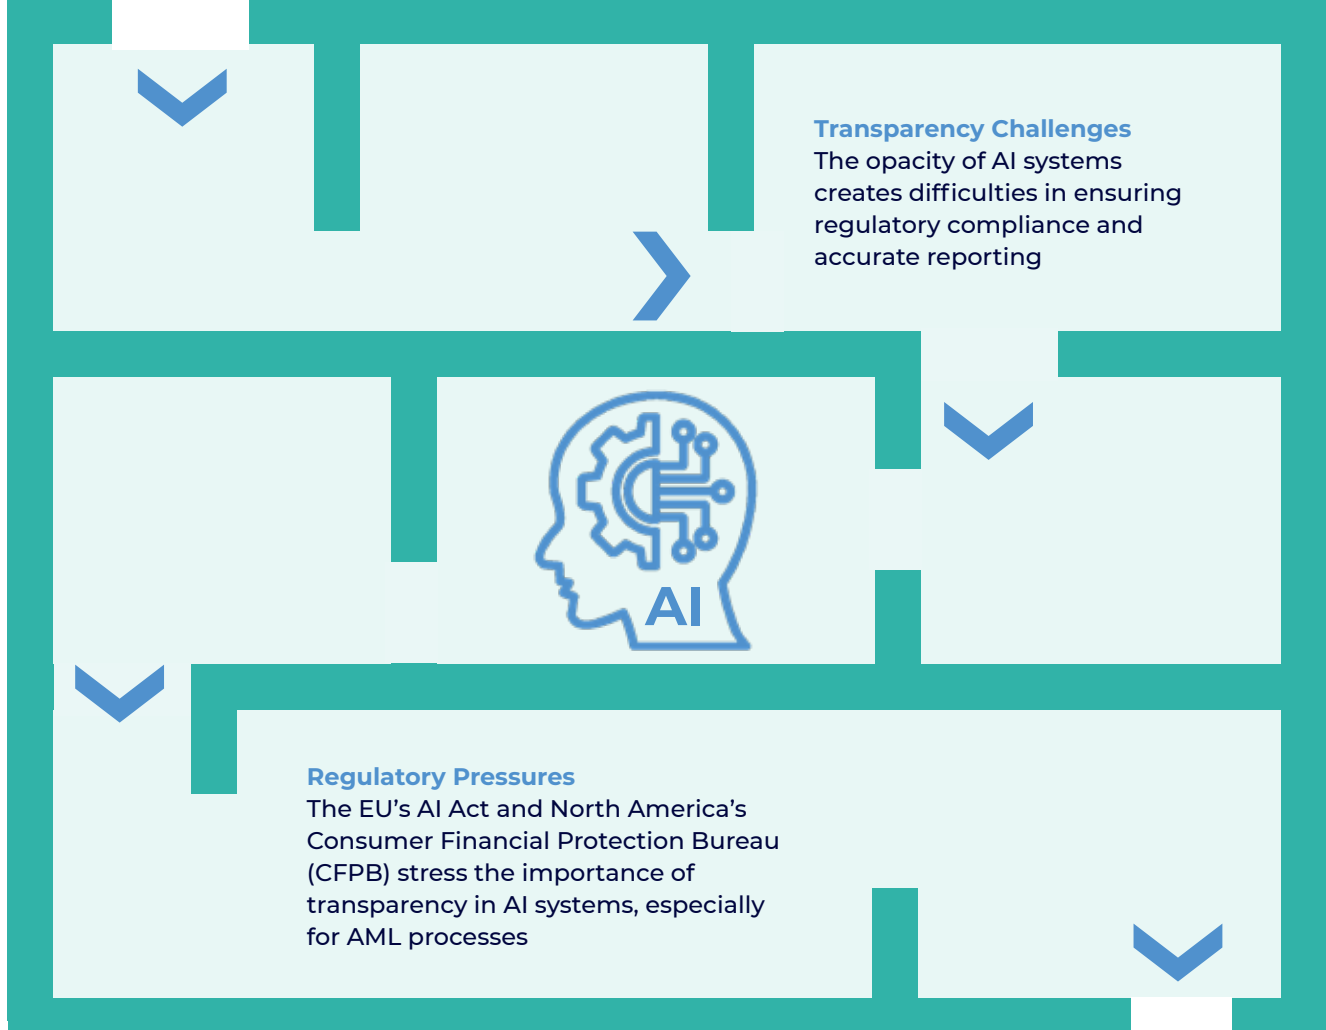 Transparency Challenges
The opacity of AI systems
creates difficulties in ensuring
regulatory compliance and
accurate reporting
AI
Regulatory Pressures
The EU’s AI Act and North America’s
Consumer Financial Protection Bureau
(CFPB) stress the importance of
transparency in AI systems, especially
for AML processes